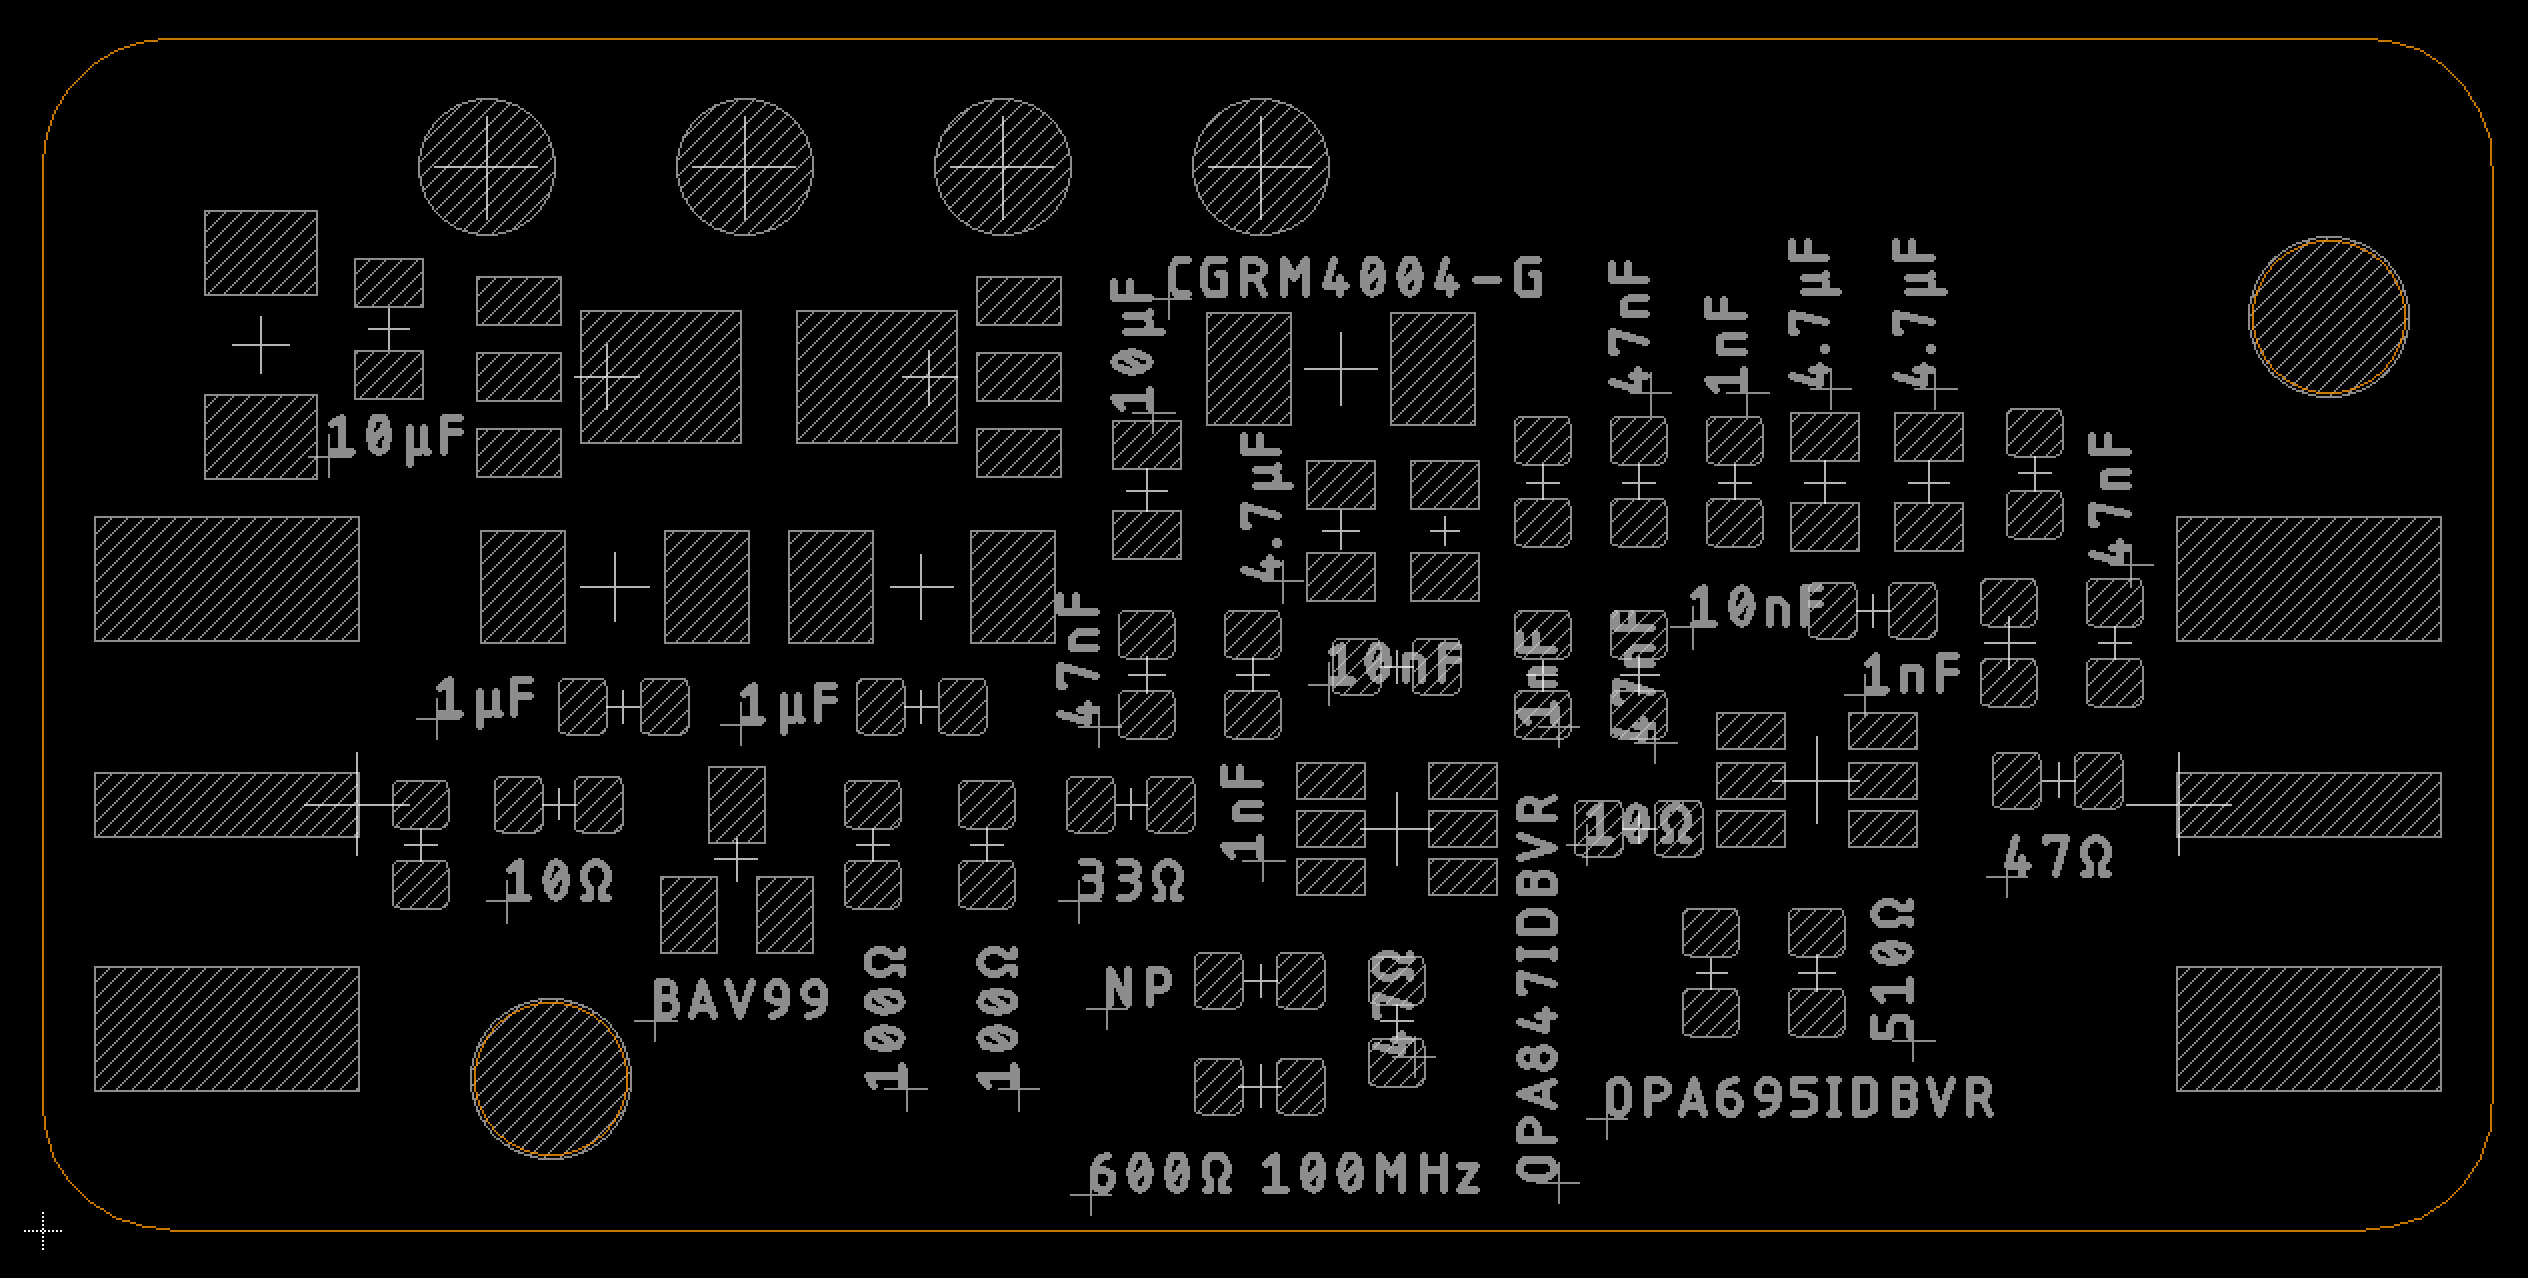 CGRM4004-G
10µF
47nF
1nF
4.7µF
4.7µF
10µF
4.7µF
47nF
47nF
10nF
10nF
1nF
47nF
1nF
1µF
1µF
1nF
10Ω
47Ω
10Ω
33Ω
OPA847IDBVR
510Ω
BAV99
100Ω
100Ω
NP
47Ω
OPA695IDBVR
600Ω 100MHz